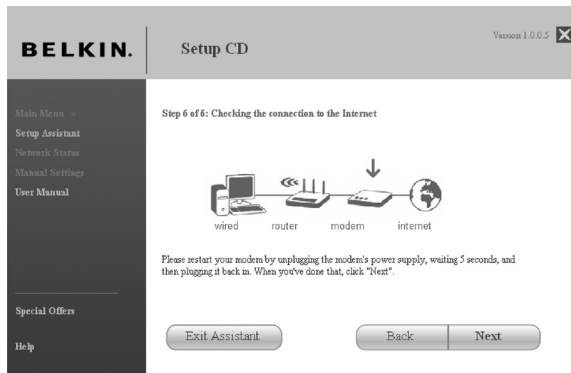 BELKIN.
Setup CD
Version 1.0.0.5
Main Menu »
Setup Assistant
Network Status
Manual Settings
User Manual
Special Offers
Help
Step 6 of 6: Checking the connection to the Internet
wired router modem internet
Please restart your modem by unplugging the modem's power supply, waiting 5 seconds, and
then plugging it back in. When you've done that, click "Next".
Exit Assistant Back Next